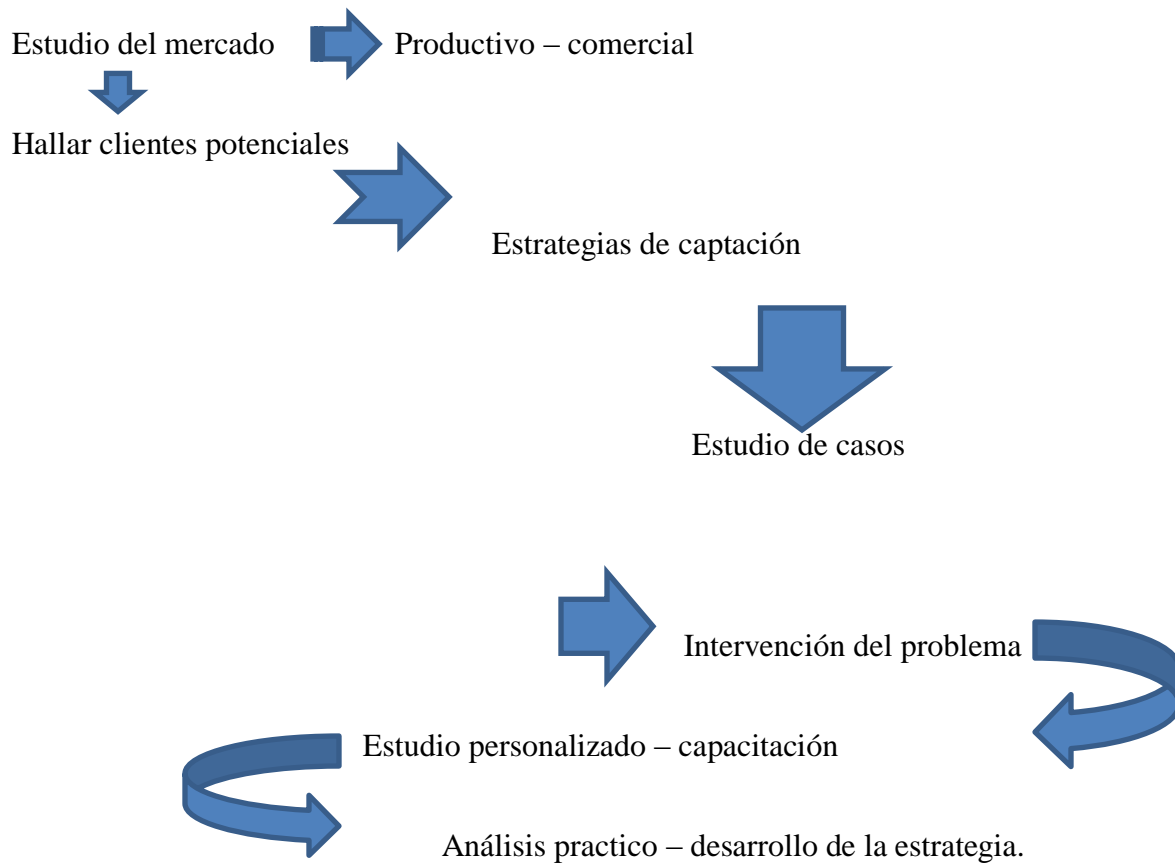 Estudio del mercado
Productivo – comercial
Hallar clientes potenciales
Estrategias de captación
Estudio de casos
Intervención del problema
Estudio personalizado – capacitación
Análisis practico – desarrollo de la estrategia.